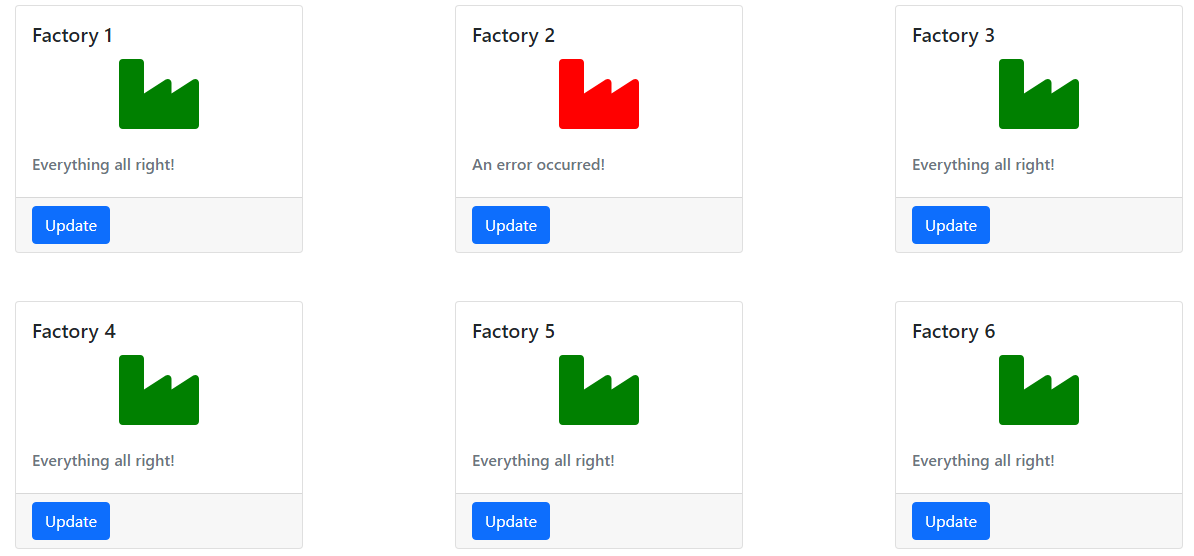 Factory 1
Everything all right!
Update
Factory 2
An error occurred!
Update
Factory 3
Everything all right!
Update
Factory 4
Everything all right!
Update
Factory 5
Everything all right!
Update
Factory 6
Everything all right!
Update